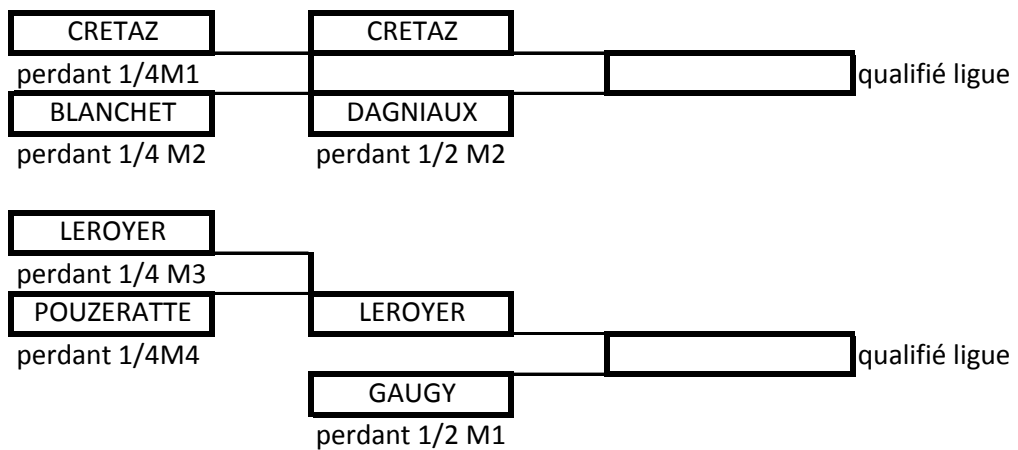 CRETAZ CRETAZ
perdant 1/4M1 qualifié ligue
BLANCHET DAGNIAUX
perdant 1/4 M2 perdant 1/2 M2
LEROYER
perdant 1/4 M3
POUZERATTE LEROYER
perdant 1/4M4 qualifié ligue
GAUGY
perdant 1/2 M1